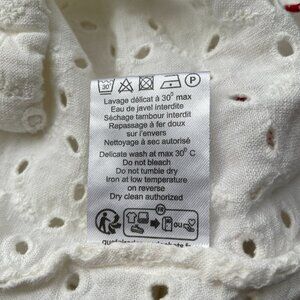 30° P
Lavage délicat à 30° max
Eau de javel interdite
Séchage tambour interdit
Repassage à fer doux
sur l'envers
Nettoyage à sec autorisé
Delicate wash at max 30° C
Do not bleach
Do not tumble dry
Iron at low temperature
on reverse
Dry clean authorized
FR